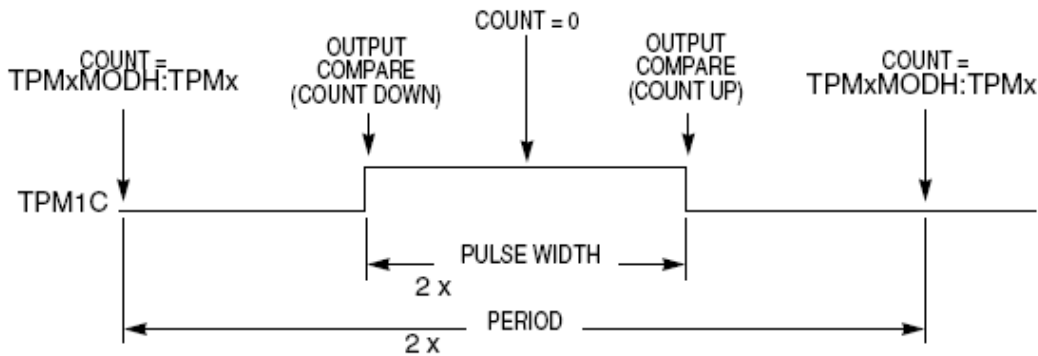 COUNT = 0
COUNT =
TPMxMODH:TPMx
OUTPUT
COMPARE
(COUNT DOWN)
OUTPUT
COMPARE
(COUNT UP)
COUNT =
TPMxMODH:TPMx
TPM1C
PULSE WIDTH
2 x
PERIOD
2 x